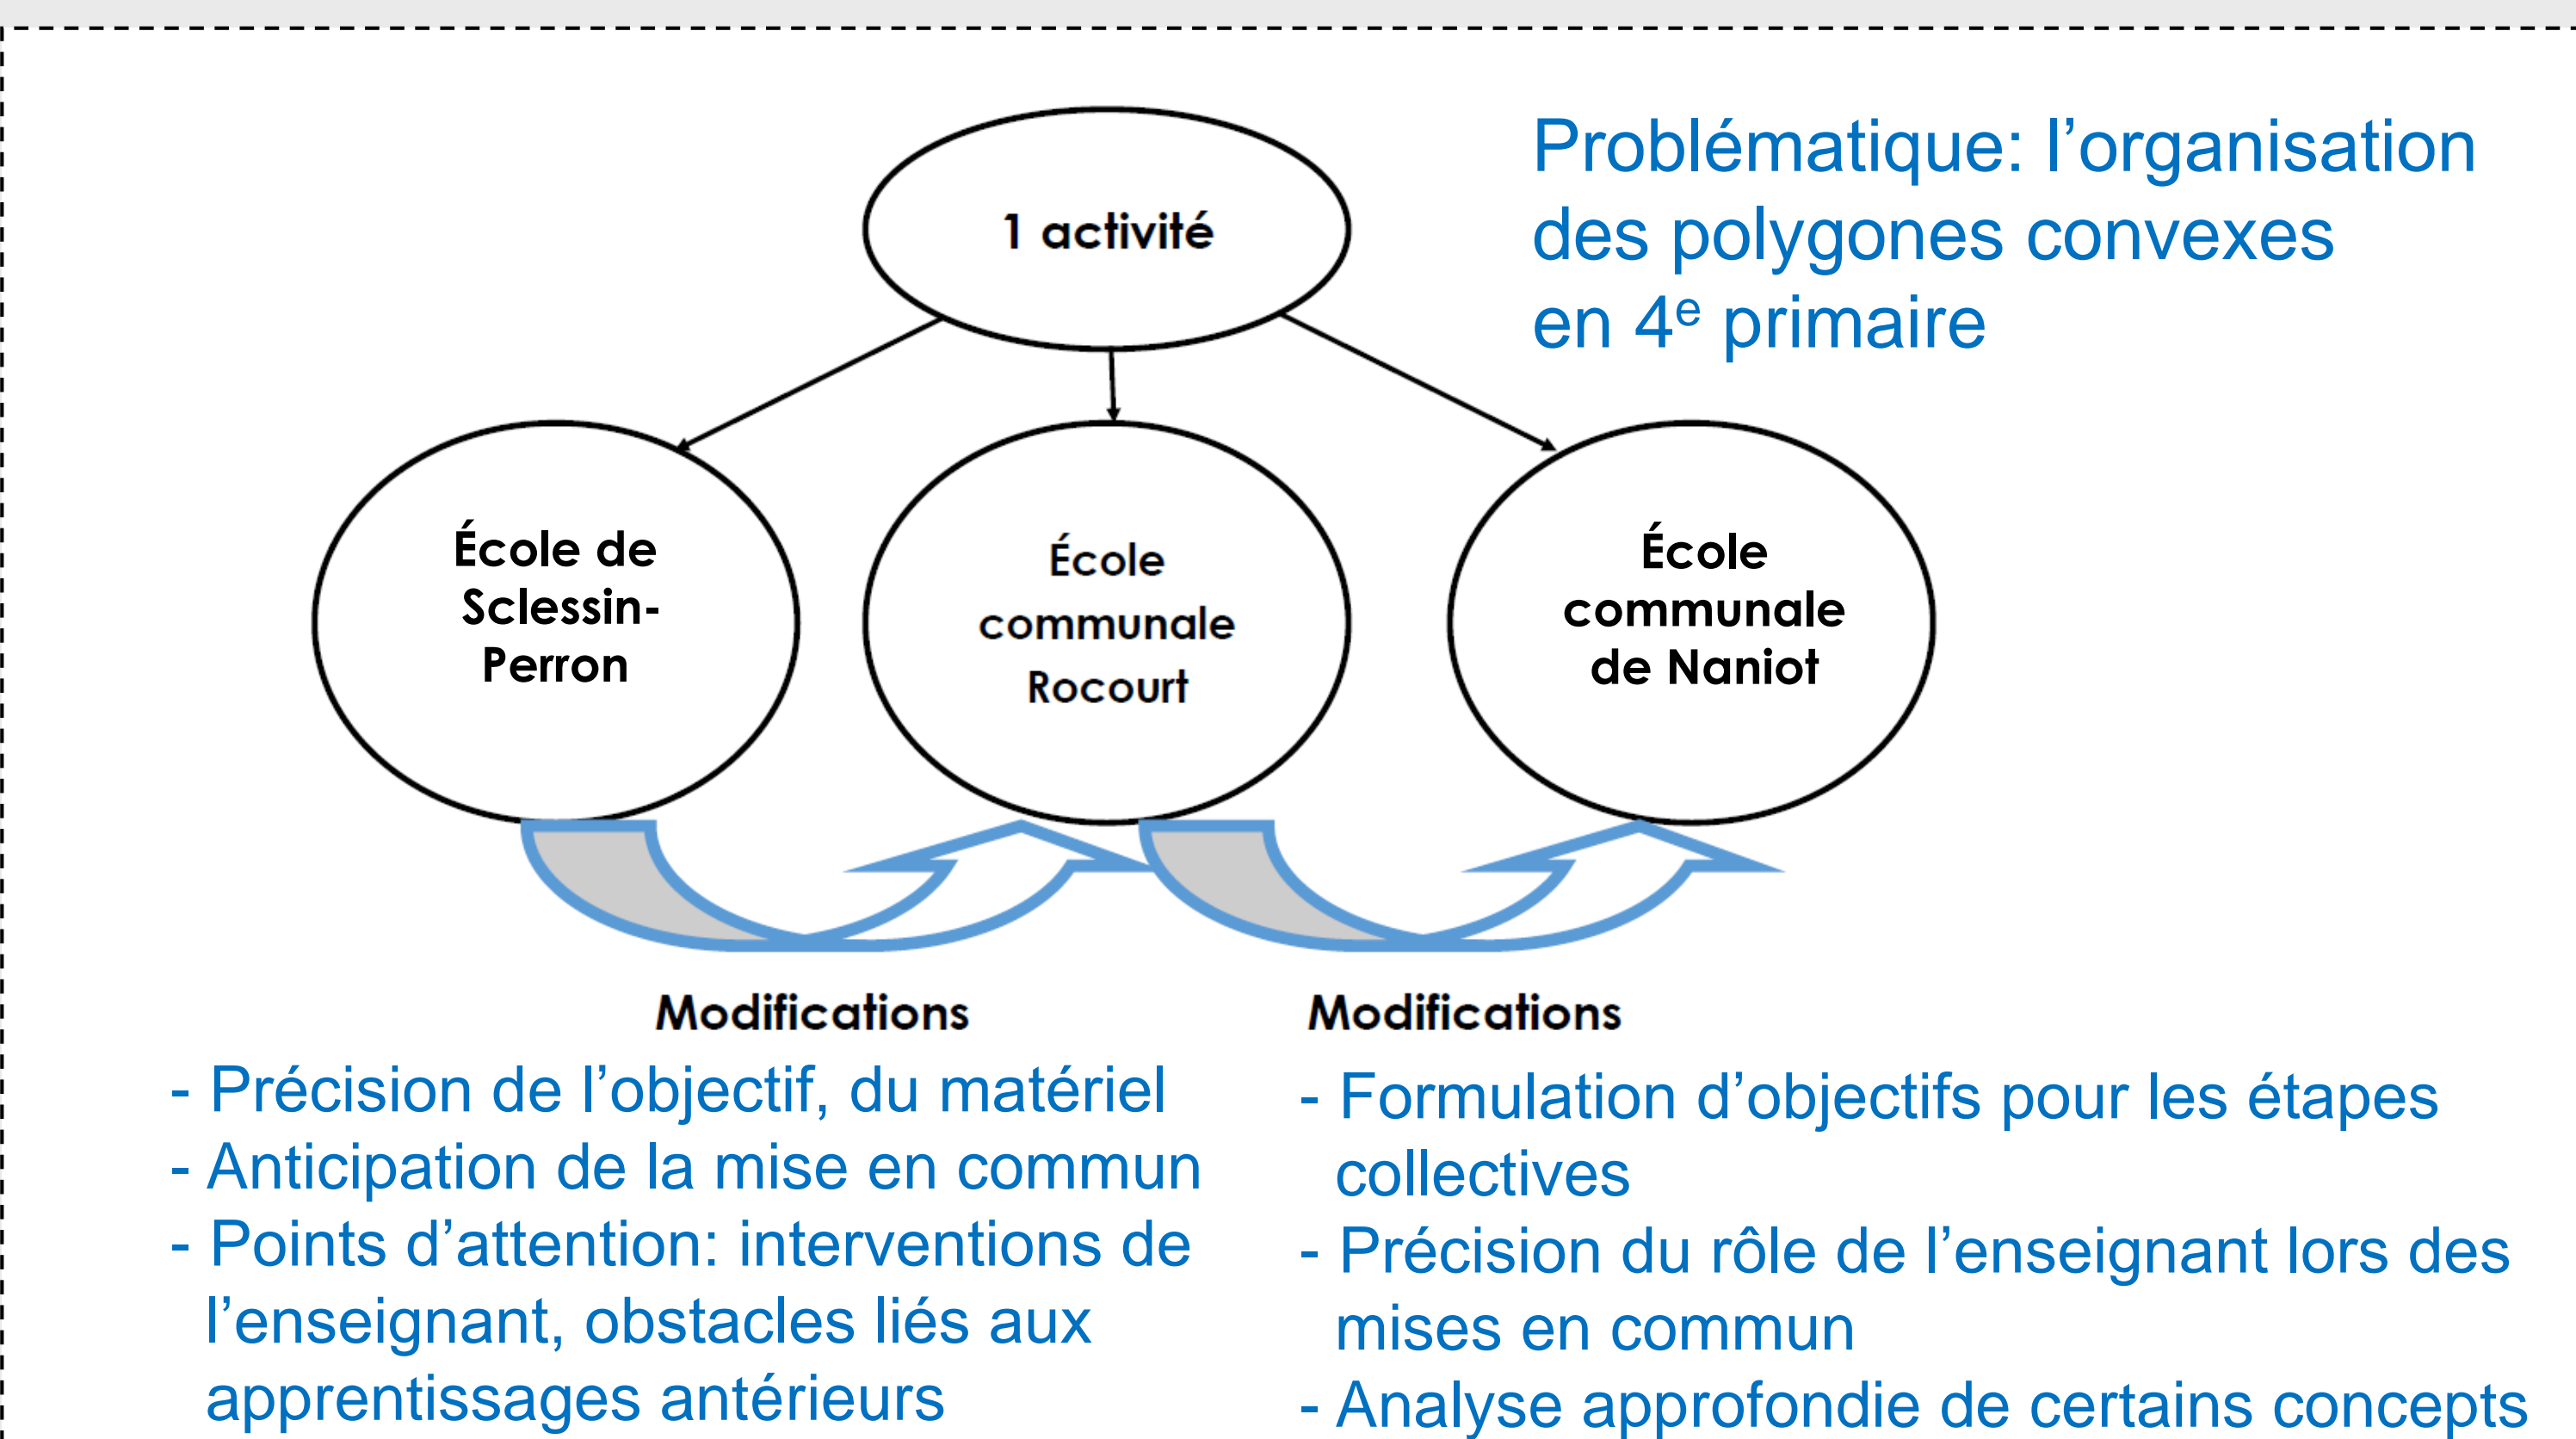 1 activité
Problématique: l’organisation
des polygones convexes
en 4e primaire
École de
Sclessin-
Perron
École
communale
Rocourt
École
communale
de Naniot
Modifications
- Précision de l’objectif, du matériel
- Anticipation de la mise en commun
- Points d’attention: interventions de
l’enseignant, obstacles liés aux
apprentissages antérieurs
Modifications
- Formulation d’objectifs pour les étapes
collectives
- Précision du rôle de l’enseignant lors des
mises en commun
- Analyse approfondie de certains concepts